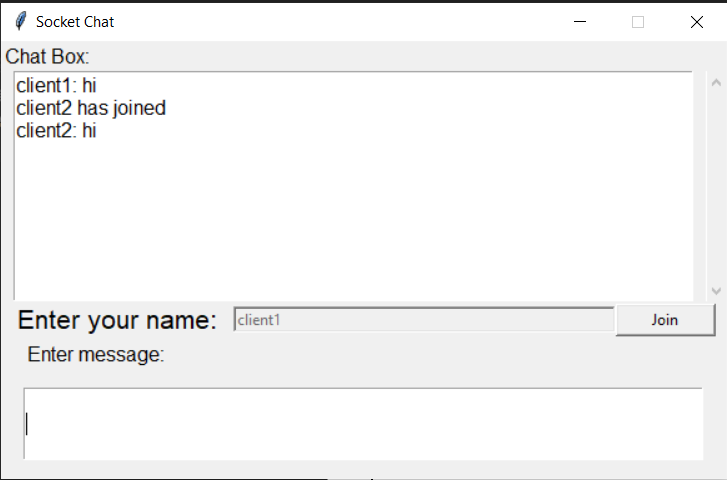 Socket Chat
Chat Box:
client1: hi
client2 has joined
client2: hi
Enter your name: client1 Join
Enter message: